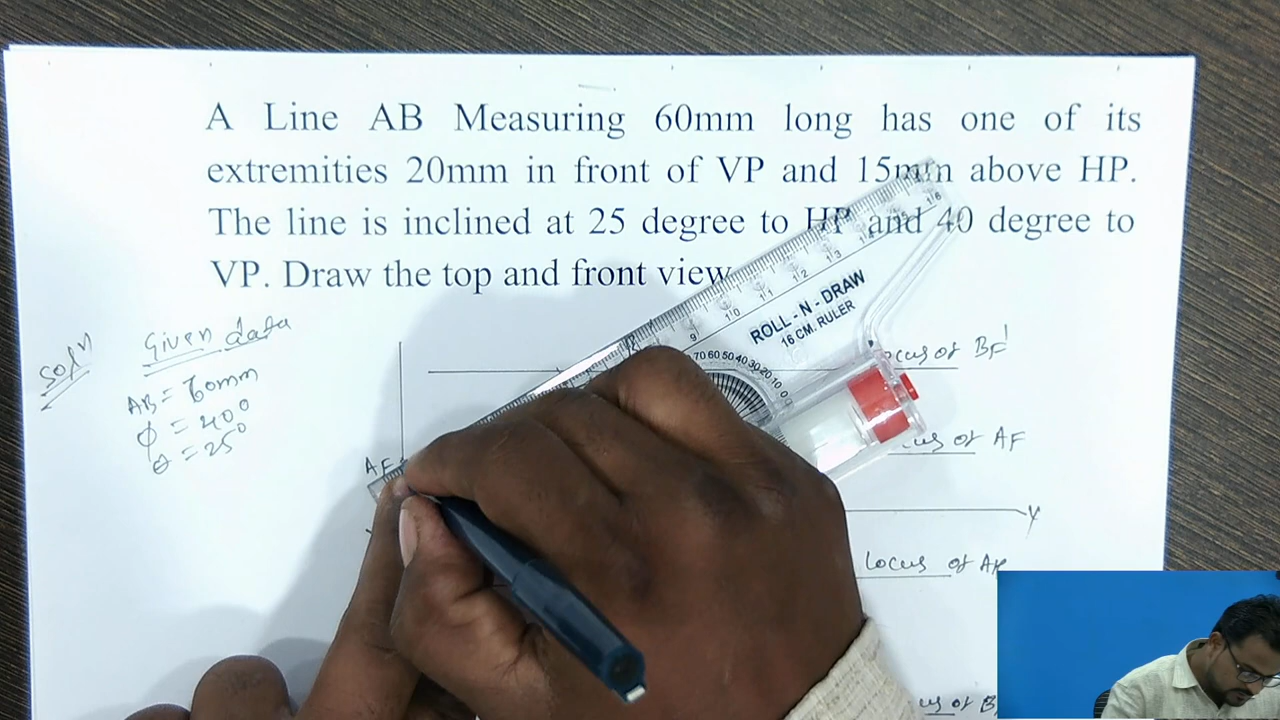 A Line AB Measuring 60mm long has one of its
extremities 20mm in front of VP and 15mm above HP.
The line is inclined at 25 degree to HP and 40 degree to
VP. Draw the top and front view
Solⁿ
Given data
AB = 60mm
φ = 40°
θ = 25°
ROLL - N - DRAW
16 CM. RULER
locus of BF'
of AF
AF
Y
Locus of
of B